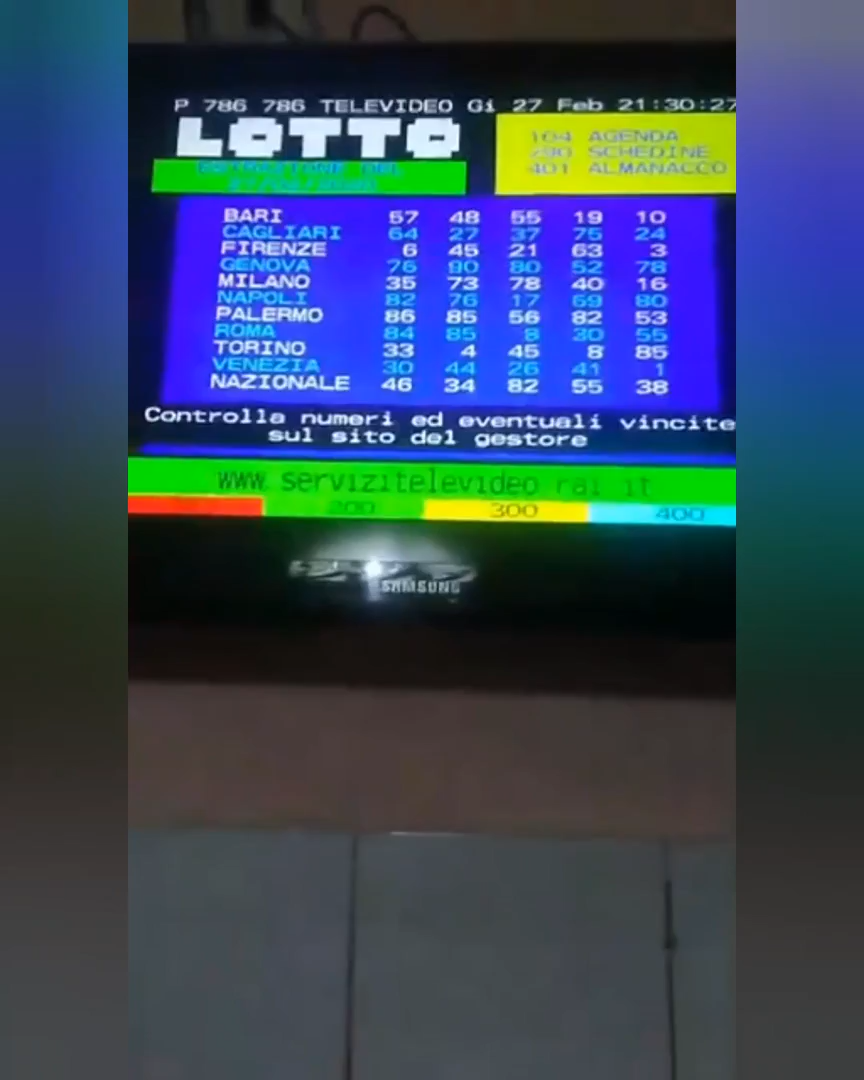 P 786 786 TELEVIDEO Gi 27 Feb 21:30:27
LOTTO
ESTRAZIONE DEL
104 AGENDA
SCHEDINE
401 ALMANACCO
BARI 57 48 55 19 10
CAGLIARI 64 27 37 75 24
FIRENZE 6 45 21 63 3
GENOVA 76 90 80 52 78
MILANO 35 73 78 40 16
NAPOLI 82 76 17 69 80
PALERMO 86 85 56 82 53
ROMA 84 85 8 30 55
TORINO 33 4 45 8 85
VENEZIA 30 44 26 41 1
NAZIONALE 46 34 82 55 38
Controlla numeri ed eventuali vincite
sul sito del gestore
www.servizitelevideo.rai.it
200 300 400
SAMSUNG